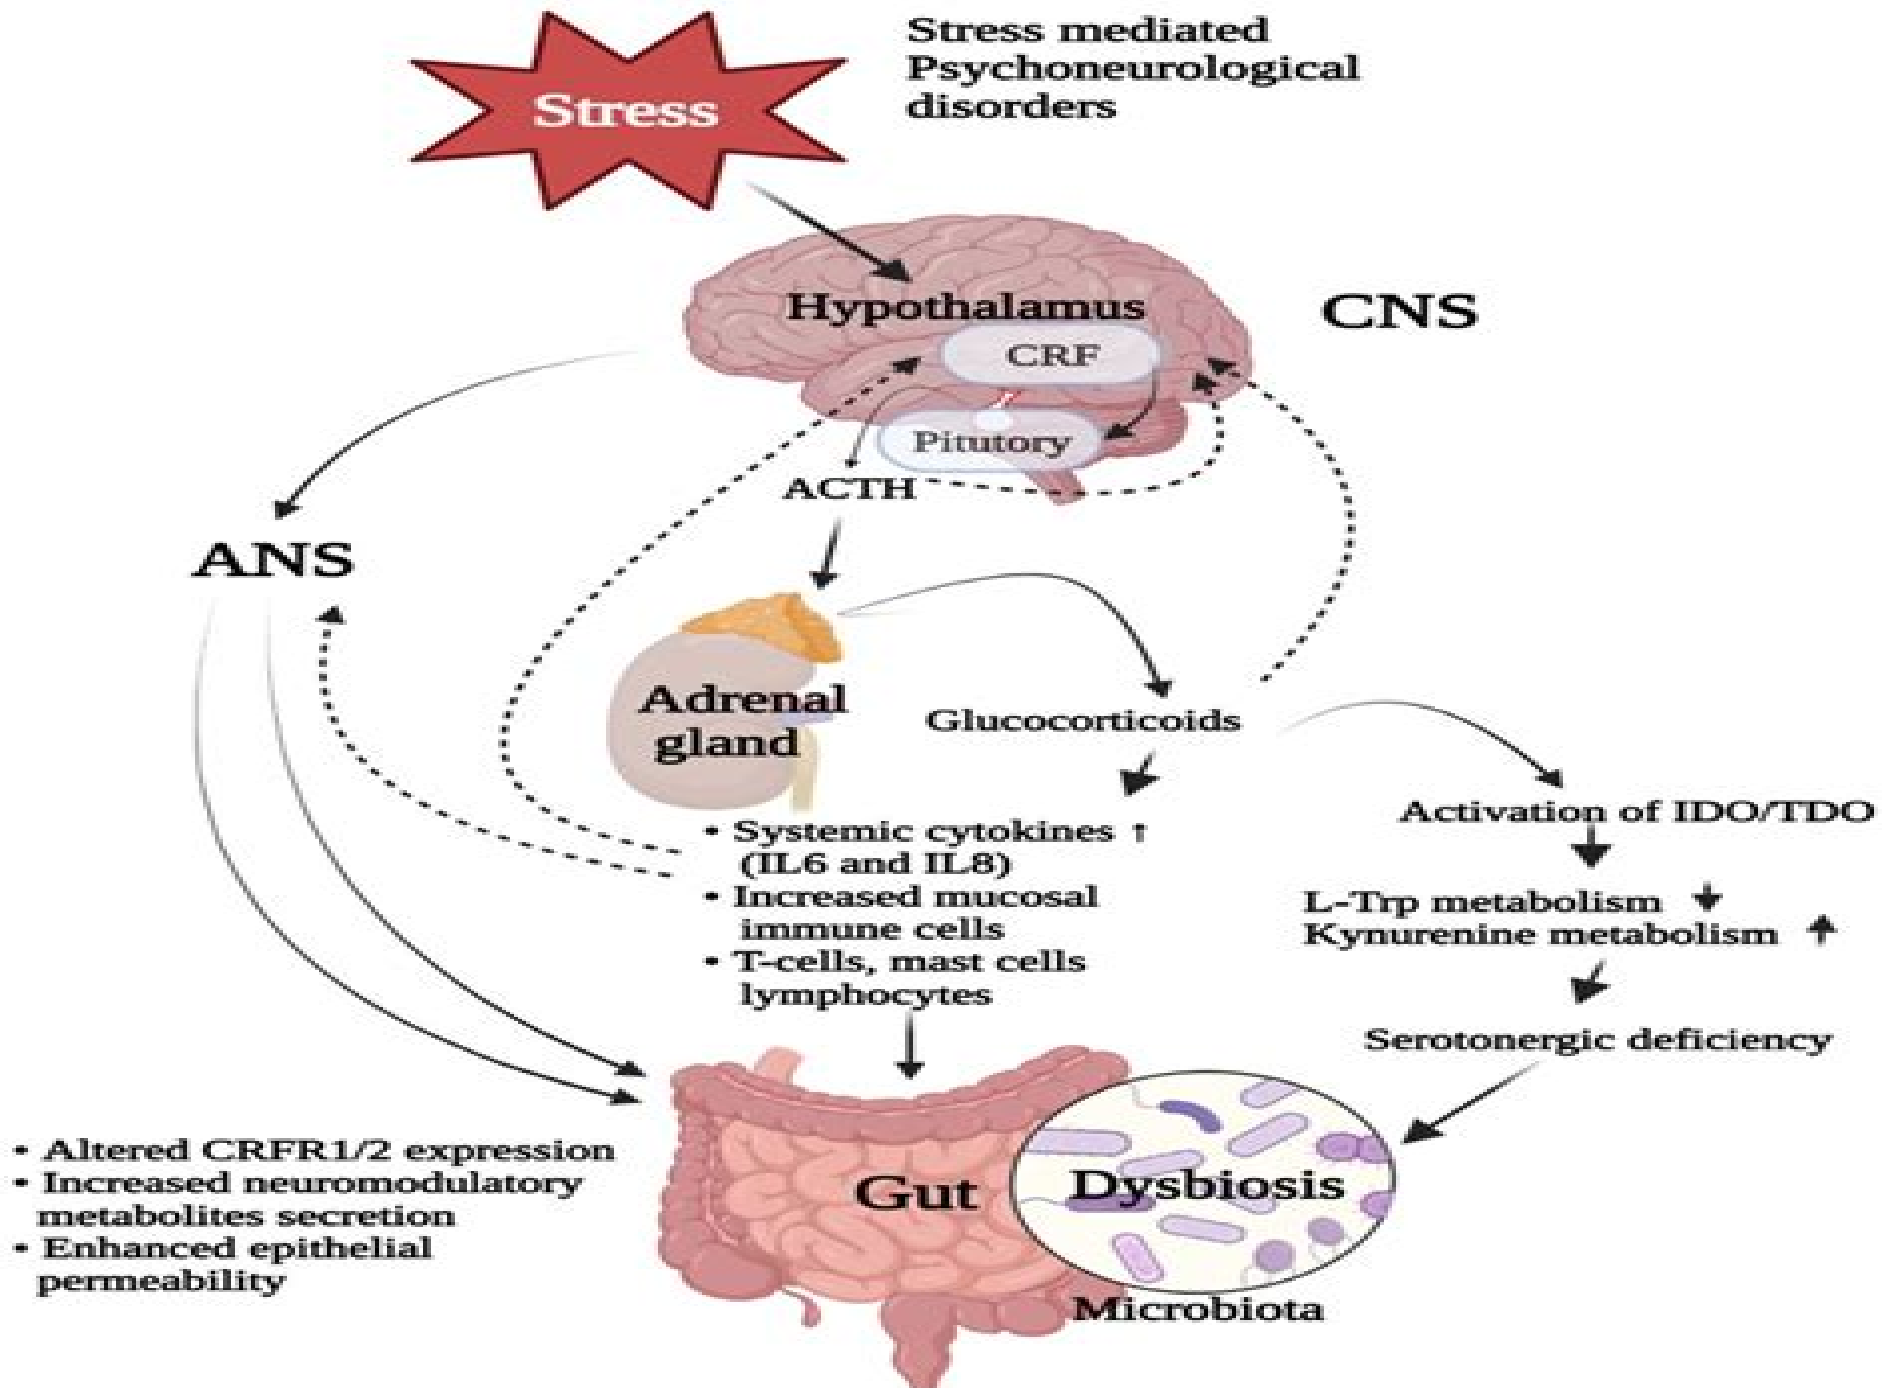 Stress
Stress mediated
Psychoneurological
disorders
Hypothalamus
CNS
CRF
Pitutory
ACTH
ANS
Adrenal
gland
Glucocorticoids
Activation of IDO/TDO
• Systemic cytokines ↑
(IL6 and IL8)
• Increased mucosal
immune cells
• T-cells, mast cells
lymphocytes
L-Trp metabolism
Kynurenine metabolism
Serotonergic deficiency
• Altered CRFR1/2 expression
• Increased neuromodulatory
metabolites secretion
• Enhanced epithelial
permeability
Gut
Dysbiosis
Microbiota